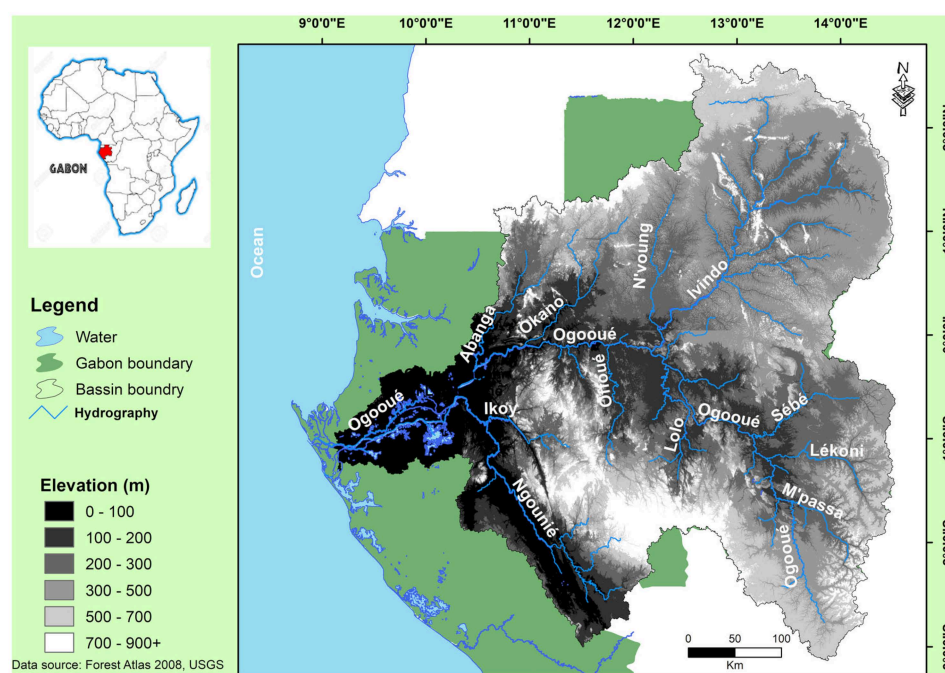 9°0'0"E 10°0'0"E 11°0'0"E 12°0'0"E 13°0'0"E 14°0'0"E
N
GABON
Ocean
N'voung
Ivindo
Abanga
Okano
Ogooué
Offoué
Ogooué
Ikoy
Ogooué
Sébé
Lolo
Lékoni
Ngounié
M'passa
Ogooué
Legend
Water
Gabon boundary
Bassin boundry
Hydrography
Elevation (m)
0 - 100
100 - 200
200 - 300
300 - 500
500 - 700
700 - 900+
Data source: Forest Atlas 2008, USGS
0 50 100
Km